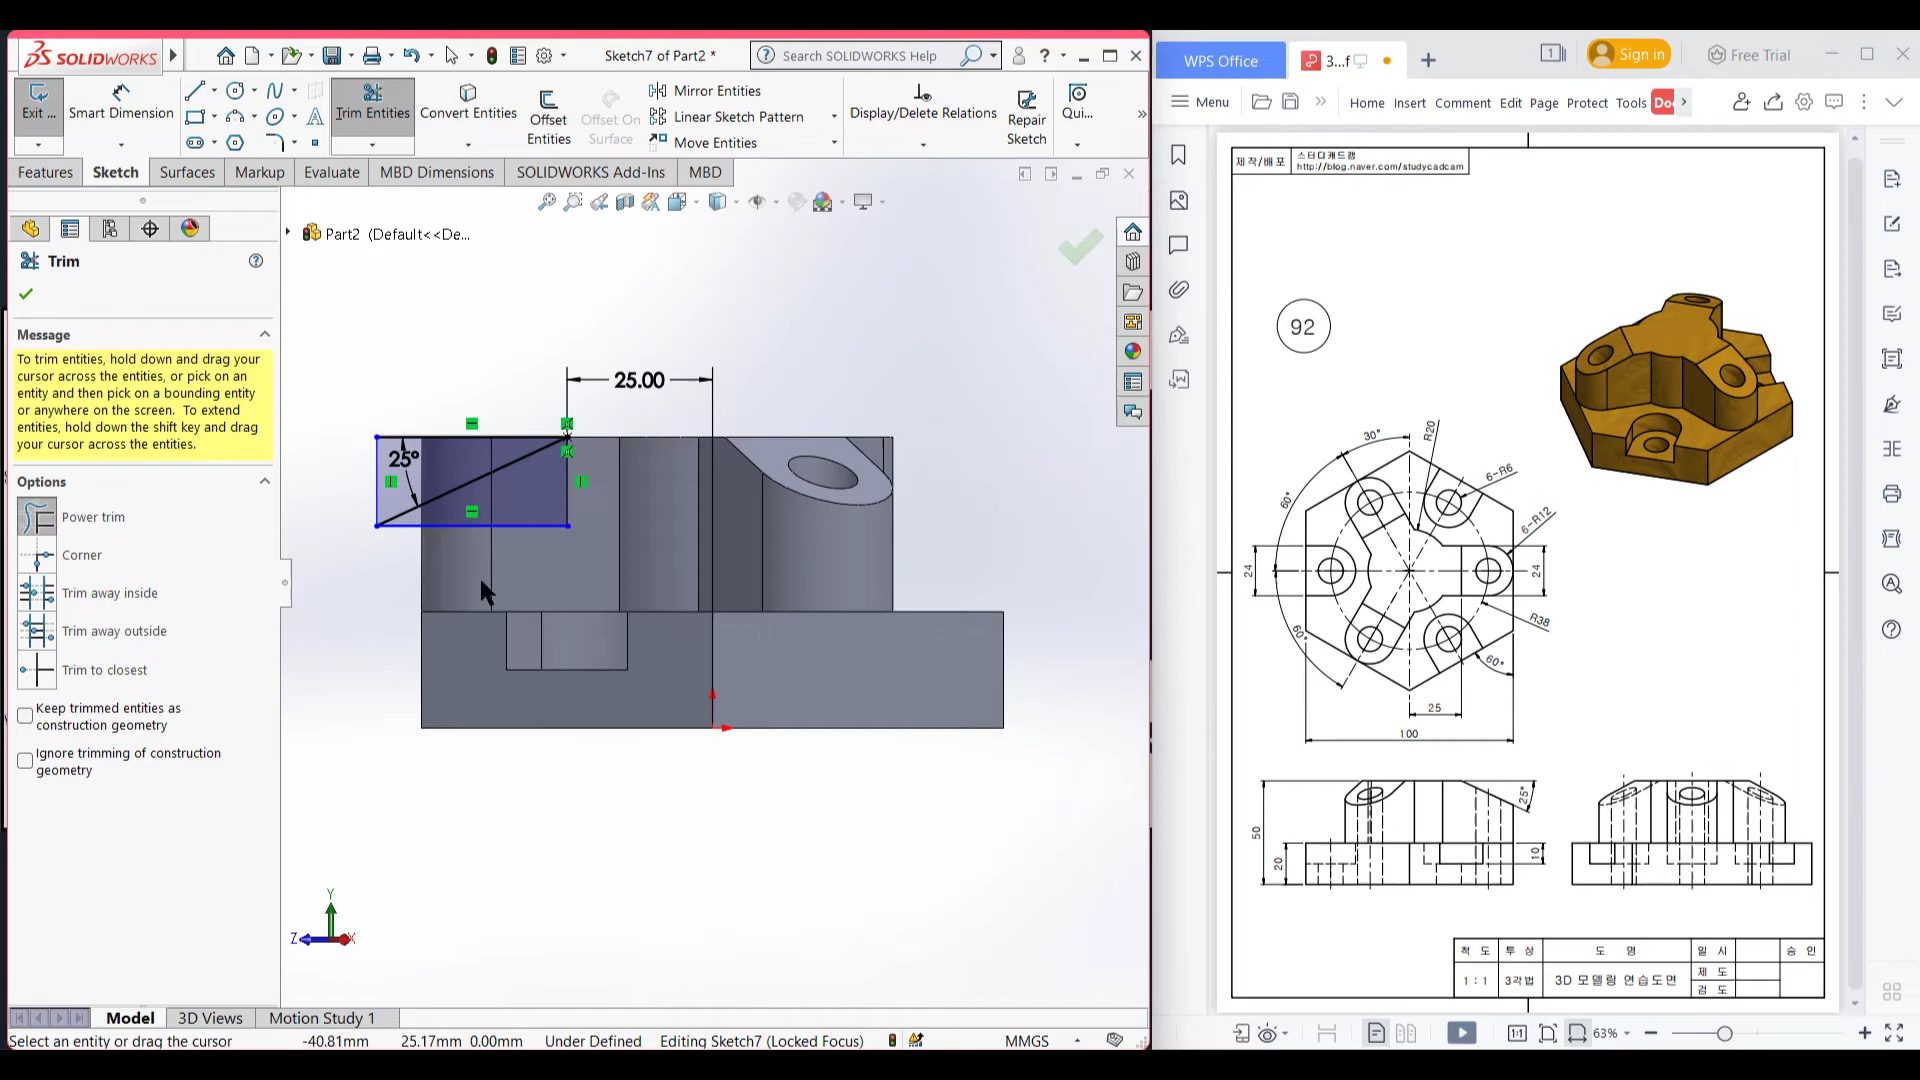 SOLIDWORKS
Sketch7 of Part2 *
Search SOLIDWORKS Help
Exit ...
Smart Dimension
Trim Entities
Convert Entities
Offset Entities
Offset On Surface
Mirror Entities
Linear Sketch Pattern
Move Entities
Display/Delete Relations
Repair Sketch
Qui...
Features
Sketch
Surfaces
Markup
Evaluate
MBD Dimensions
SOLIDWORKS Add-Ins
MBD
Part2 (Default<<De...
Trim
Message
To trim entities, hold down and drag your
cursor across the entities, or pick on an
entity and then pick on a bounding entity
or anywhere on the screen. To extend
entities, hold down the shift key and drag
your cursor across the entities.
Options
Power trim
Corner
Trim away inside
Trim away outside
Trim to closest
Keep trimmed entities as
construction geometry
Ignore trimming of construction
geometry
25.00
25°
Y
Z
X
Model
3D Views
Motion Study 1
Select an entity or drag the cursor
-40.81mm
25.17mm
0.00mm
Under Defined
Editing Sketch7 (Locked Focus)
MMGS
WPS Office
3...f
Sign in
Free Trial
Menu
Home
Insert
Comment
Edit
Page
Protect
Tools
Do
제작/배포
스터디캐드캠
http://blog.naver.com/studycadcam
92
30°
R20
6-R6
6-R12
60°
24
24
R38
60°
60°
25
100
25°
50
20
10
척 도
투 상
도 명
일 시
승 인
1 : 1
3각법
3D 모델링 연습도면
제 도
검 도
63%